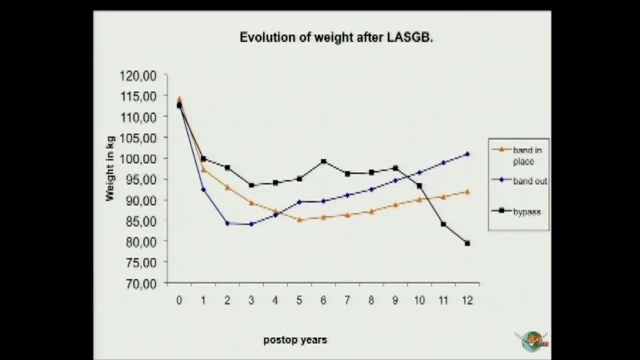 Evolution of weight after LASGB.
Weight in kg
120,00
115,00
110,00
105,00
100,00
95,00
90,00
85,00
80,00
75,00
70,00
0 1 2 3 4 5 6 7 8 9 10 11 12
postop years
band in
place
band out
bypass